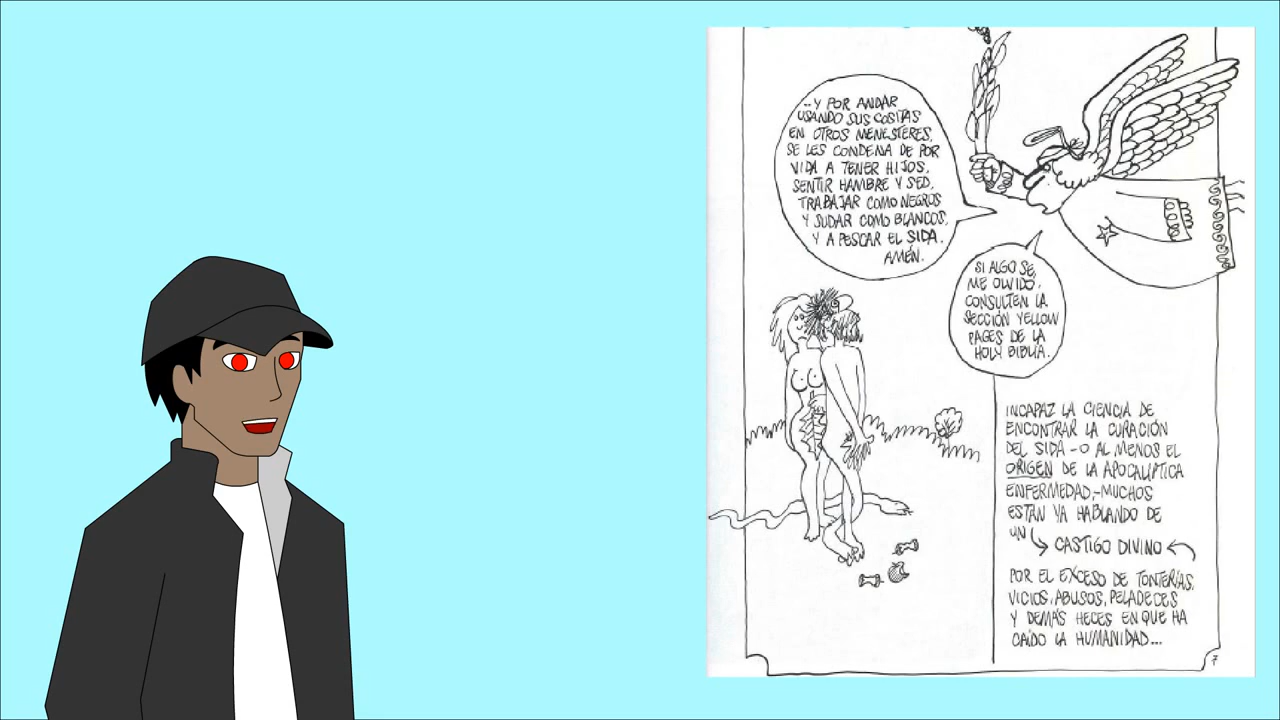 ..Y POR ANDAR
USANDO SUS COSITAS
EN OTROS MENESTERES,
SE LES CONDENA DE POR
VIDA A TENER HIJOS,
SENTIR HAMBRE Y SED,
TRABAJAR COMO NEGROS
Y SUDAR COMO BLANCOS,
Y A PESCAR EL SIDA.
AMÉN.
SI ALGO SE
ME OLVIDÓ,
CONSULTEN LA
SECCIÓN YELLOW
PAGES DE LA
HOLY BIBLIA.
INCAPAZ LA CIENCIA DE
ENCONTRAR LA CURACIÓN
DEL SIDA -O AL MENOS EL
ORIGEN DE LA APOCALÍPTICA
ENFERMEDAD,-MUCHOS
ESTÁN YA HABLANDO DE
UN
CASTIGO DIVINO
POR EL EXCESO DE TONTERÍAS,
VICIOS, ABUSOS, PELADECES
Y DEMÁS HECES EN QUE HA
CAÍDO LA HUMANIDAD...
7